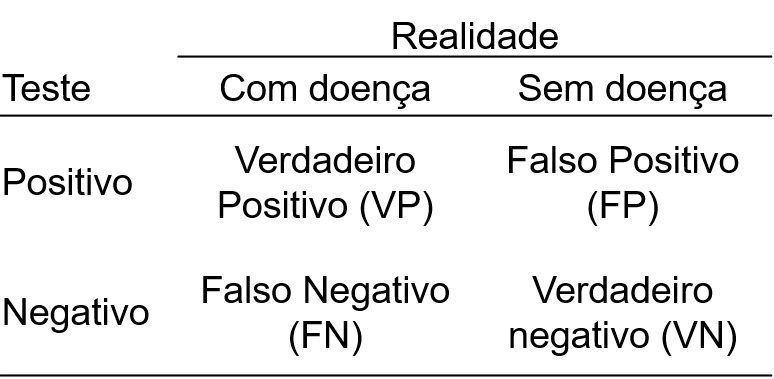 Realidade
Teste Com doença Sem doença
Positivo Verdadeiro Positivo (VP) Falso Positivo (FP)
Negativo Falso Negativo (FN) Verdadeiro negativo (VN)